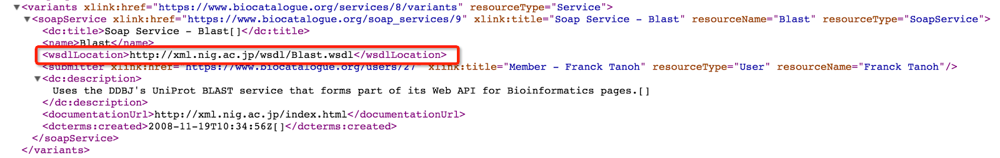 <variants xlink:href="https://www.biocatalogue.org/services/8/variants" resourceType="Service">
<soapService xlink:href="https://www.biocatalogue.org/soap_services/9" xlink:title="Soap Service - Blast" resourceName="Blast" resourceType="SoapService">
<dc:title>Soap Service - Blast[]</dc:title>
<name>Blast</name>
<wsdlLocation>http://xml.nig.ac.jp/wsdl/Blast.wsdl</wsdlLocation>
<submitter xlink:href="https://www.biocatalogue.org/users/27" xlink:title="Member - Franck Tanoh" resourceType="User" resourceName="Franck Tanoh"/>
<dc:description>
Uses the DDBJ's UniProt BLAST service that forms part of its Web API for Bioinformatics pages.[]
</dc:description>
<documentationUrl>http://xml.nig.ac.jp/index.html</documentationUrl>
<dcterms:created>2008-11-19T10:34:56Z[]</dcterms:created>
</soapService>
</variants>